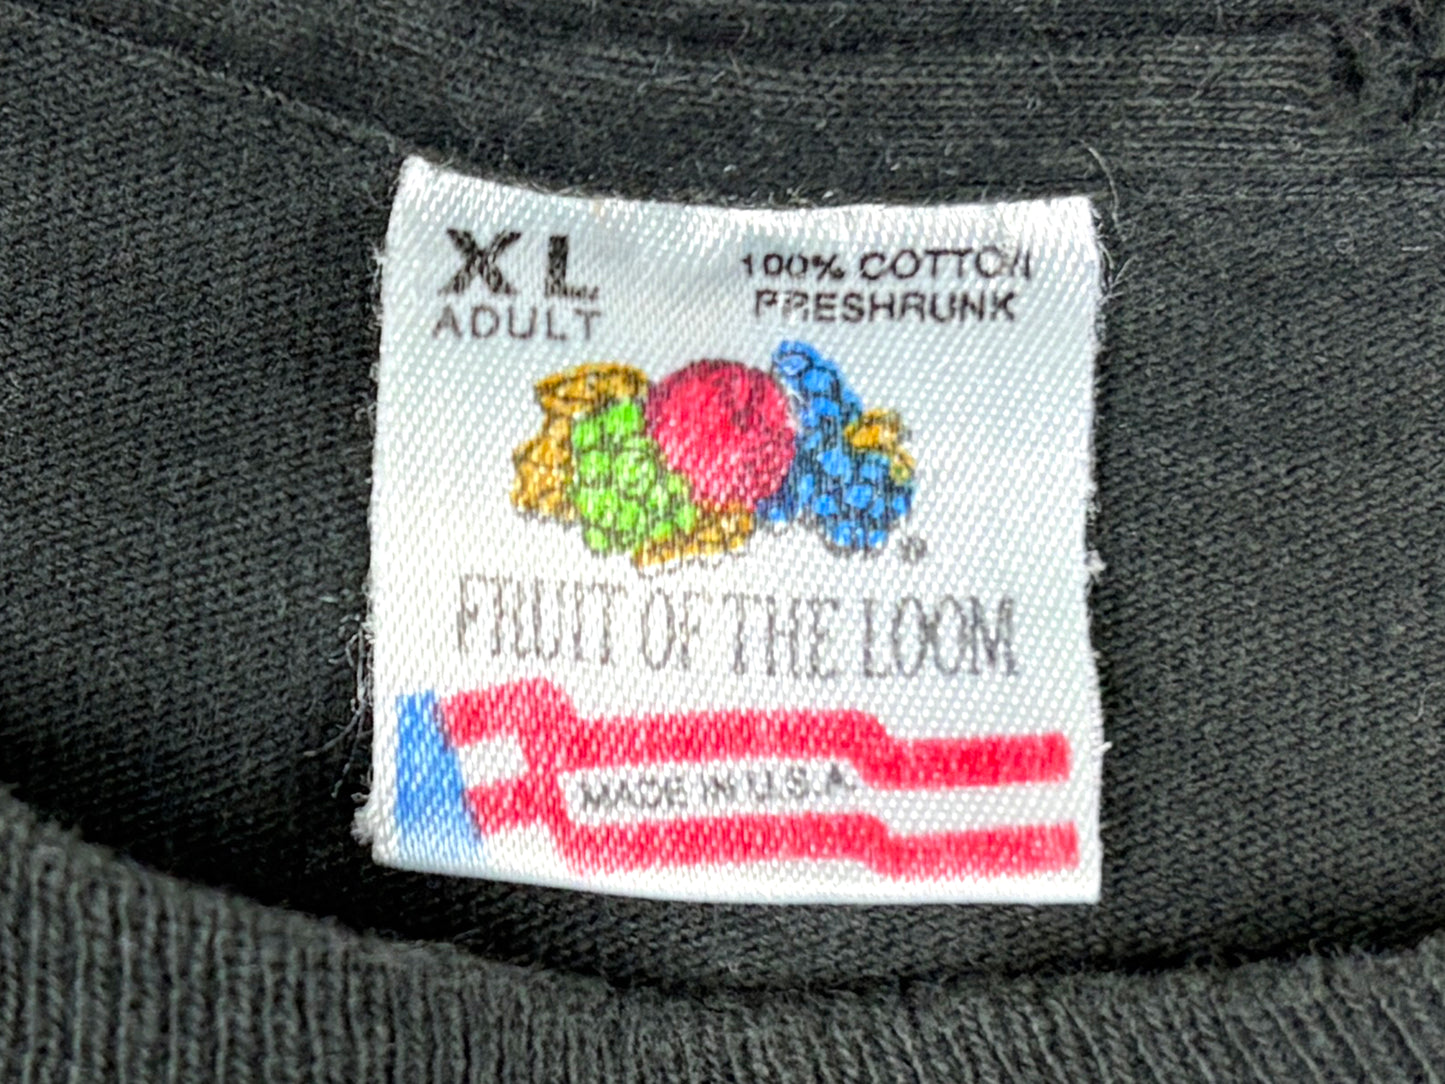 XL
ADULT
100% COTTON
PRESHRUNK
®
FRUIT OF THE LOOM
MADE IN U.S.A.